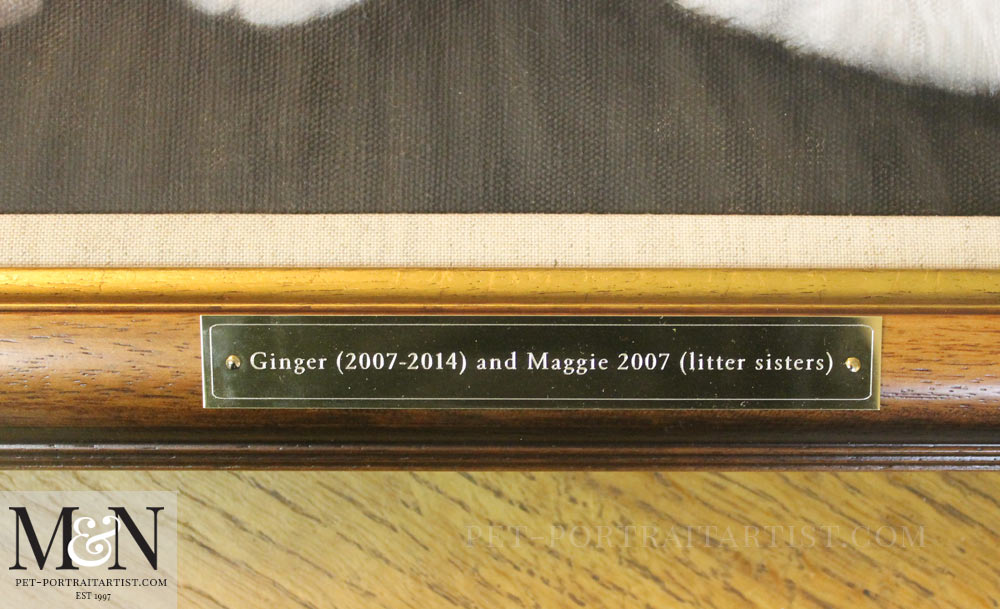 Ginger (2007-2014) and Maggie 2007 (litter sisters)
PET-PORTRAITARTIST.COM
M&N
PET-PORTRAITARTIST.COM
EST 1997